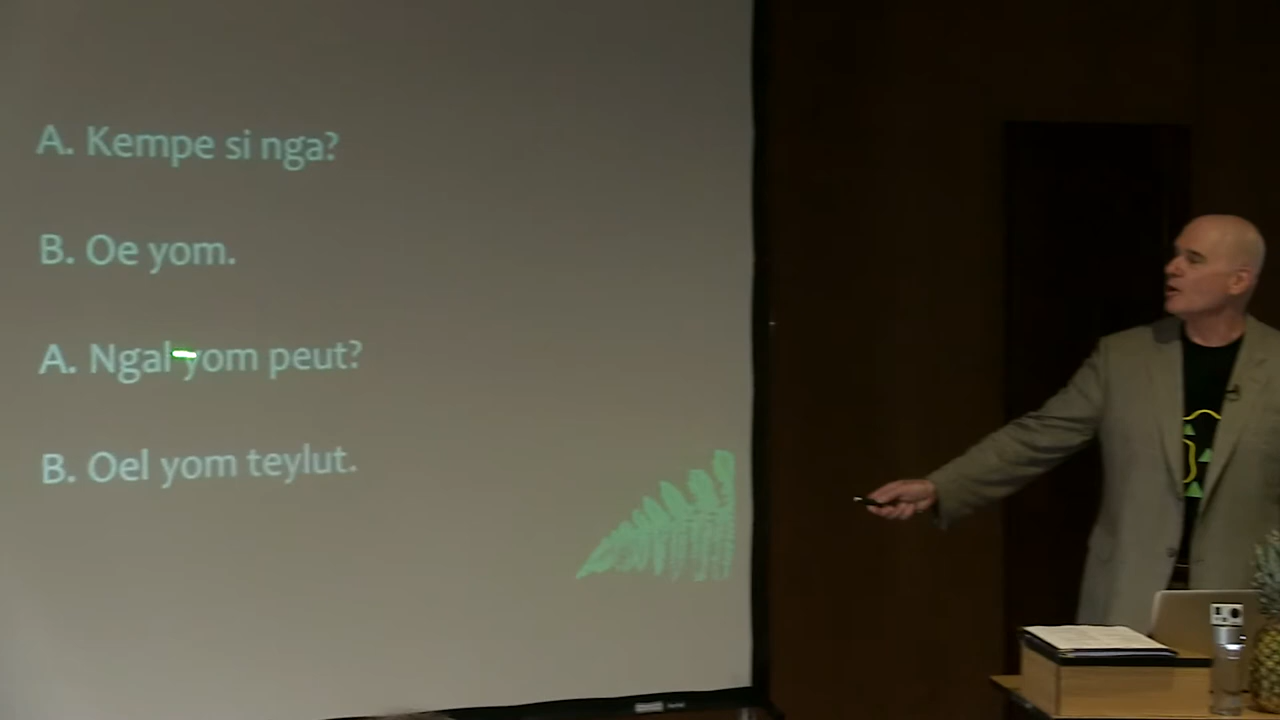 A. Kempe si nga?
B. Oe yom.
A. Ngal yom peut?
B. Oel yom teylut.